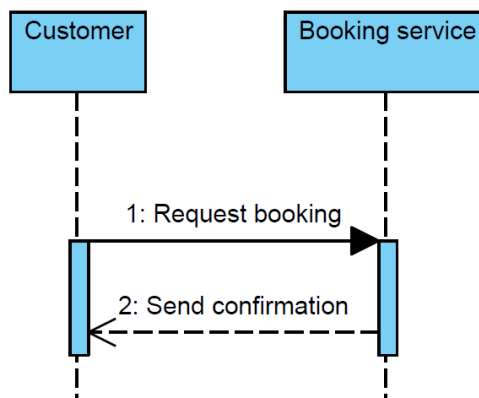 Customer
Booking service
1: Request booking
2: Send confirmation